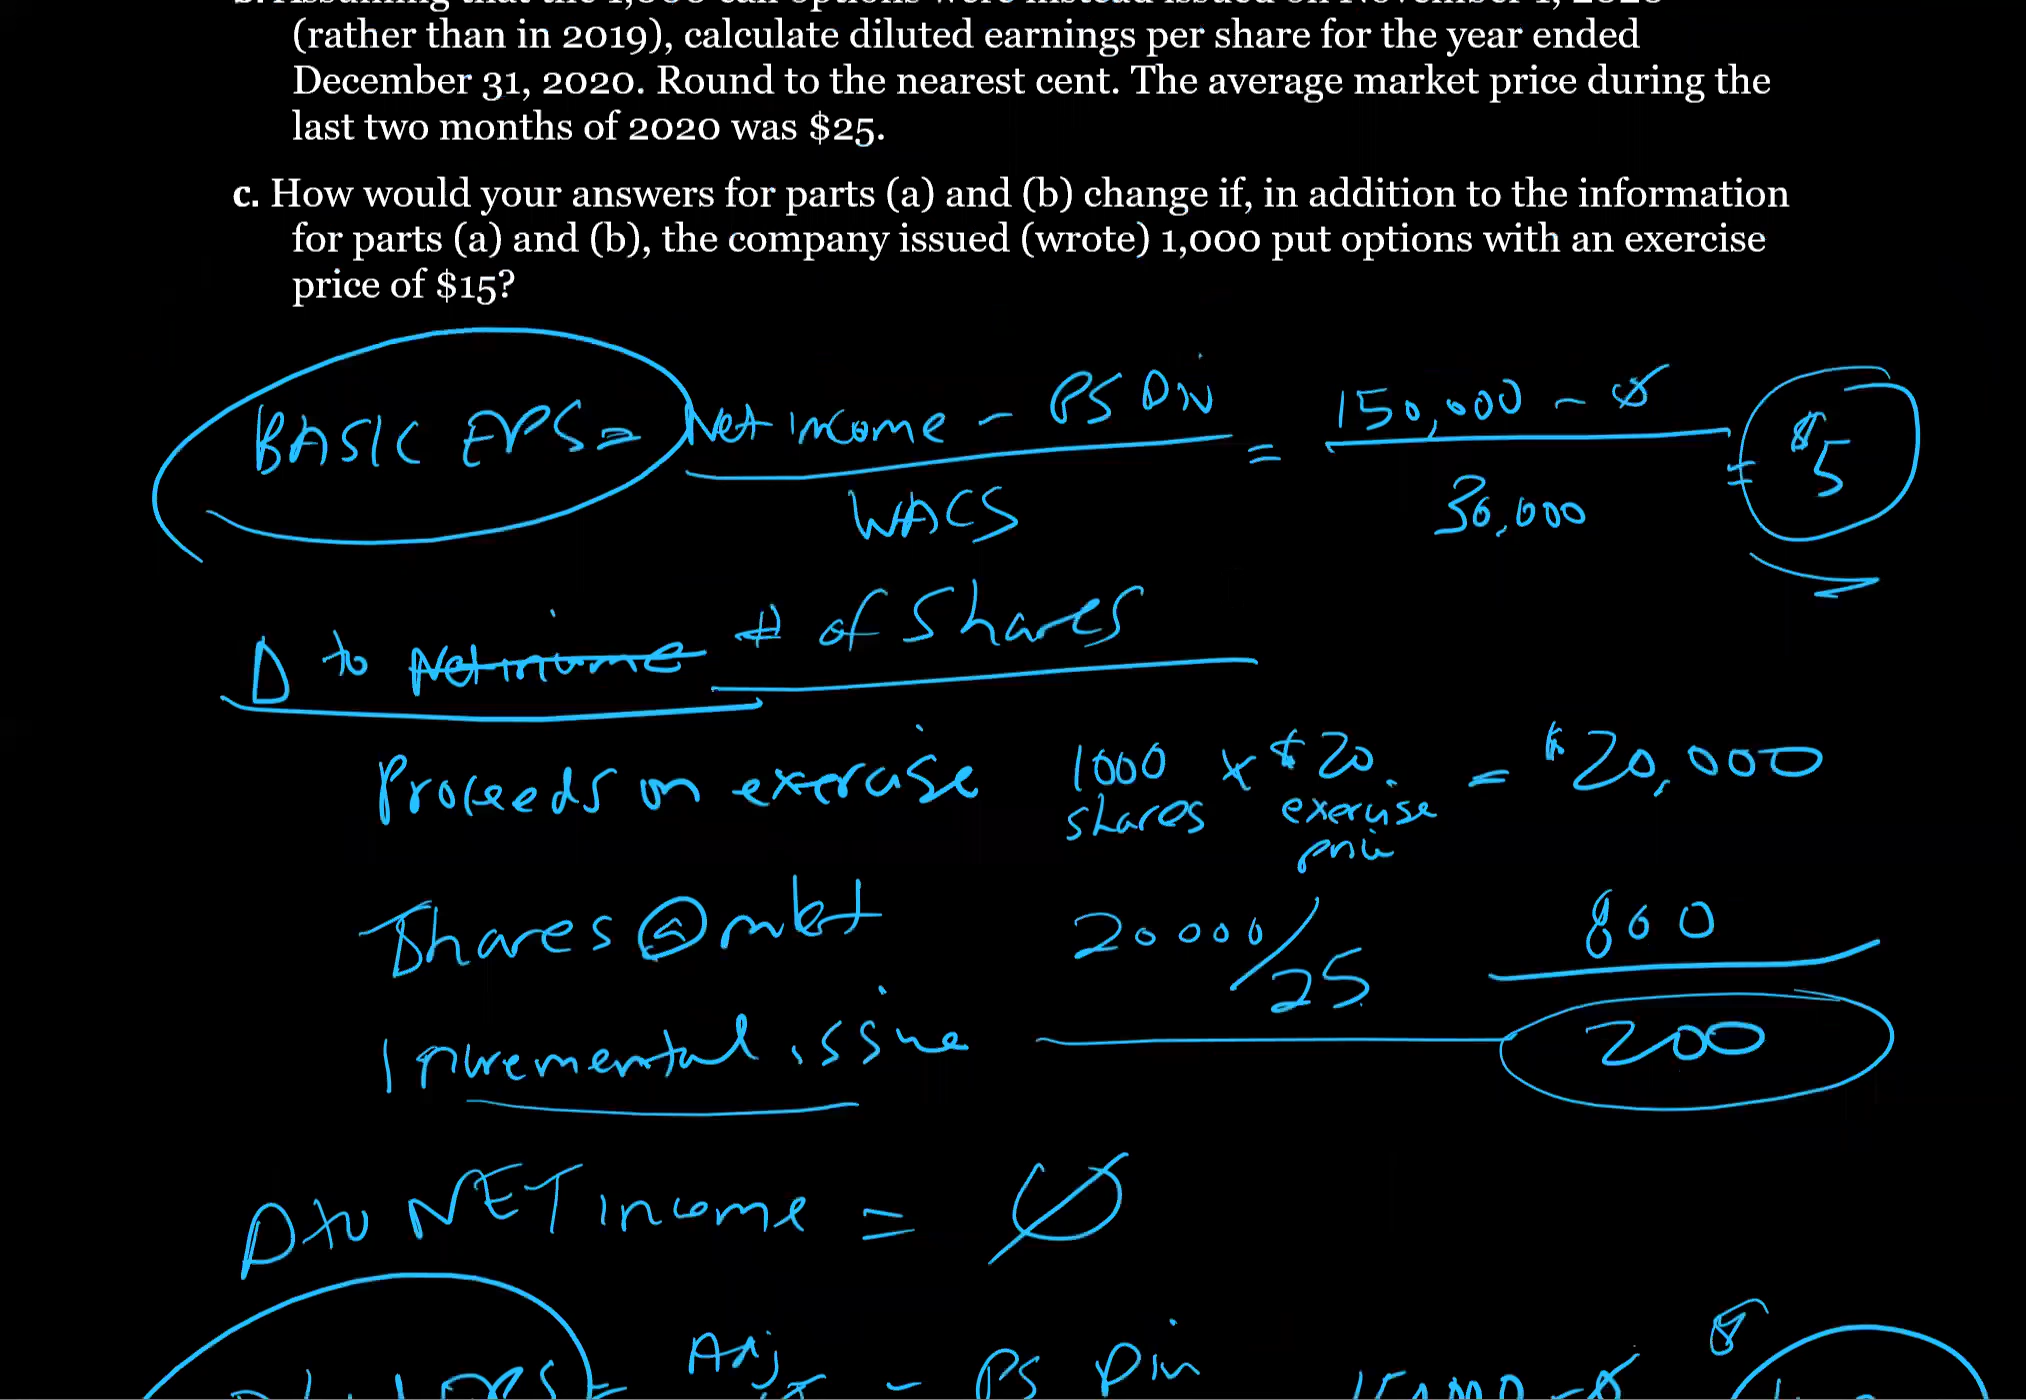 (rather than in 2019), calculate diluted earnings per share for the year ended
December 31, 2020. Round to the nearest cent. The average market price during the
last two months of 2020 was $25.
c. How would your answers for parts (a) and (b) change if, in addition to the information
for parts (a) and (b), the company issued (wrote) 1,000 put options with an exercise
price of $15?
BASIC EPS = Net income - PS Div = 150,000 - ∅ = $5
WACS 30,000
Δ to Net income # of Shares
Proceeds on exercise 1000 x $20 = $20,000
shares exercise
price
Shares @ mkt 20000/25 800
Incremental issue 200
Δ to NET income = ∅
Adj - PS Div